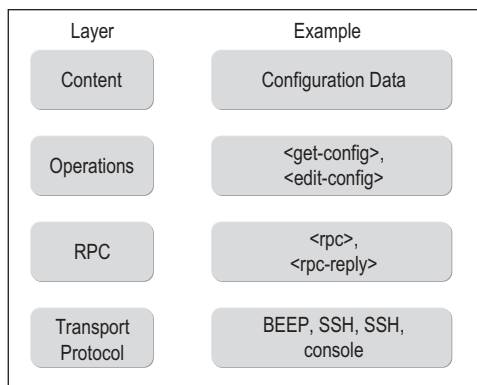 Layer Example
Content Configuration Data
Operations <get-config>,
<edit-config>
RPC <rpc>,
<rpc-reply>
Transport
Protocol BEEP, SSH, SSH,
console